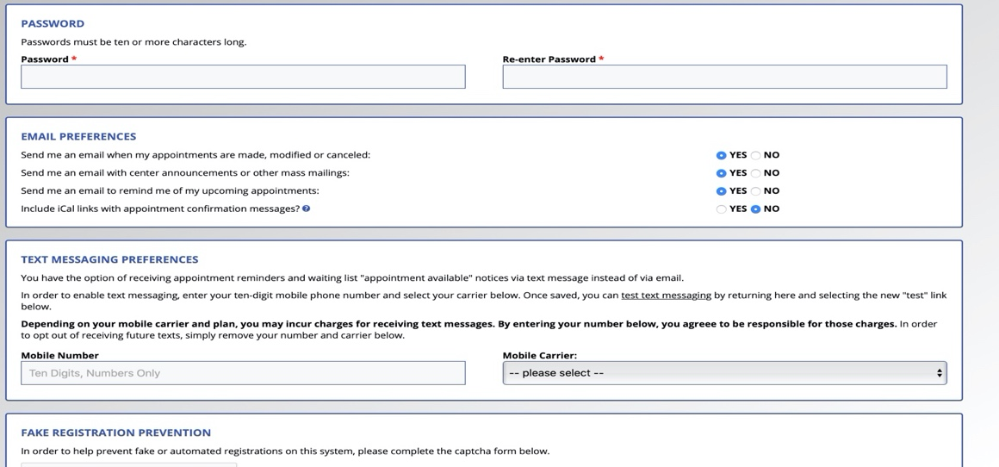 PASSWORD
Passwords must be ten or more characters long.
Password *
Re-enter Password *
EMAIL PREFERENCES
Send me an email when my appointments are made, modified or canceled:
YES NO
Send me an email with center announcements or other mass mailings:
YES NO
Send me an email to remind me of my upcoming appointments:
YES NO
Include iCal links with appointment confirmation messages? ?
YES NO
TEXT MESSAGING PREFERENCES
You have the option of receiving appointment reminders and waiting list "appointment available" notices via text message instead of via email.
In order to enable text messaging, enter your ten-digit mobile phone number and select your carrier below. Once saved, you can test text messaging by returning here and selecting the new "test" link
below.
Depending on your mobile carrier and plan, you may incur charges for receiving text messages. By entering your number below, you agreee to be responsible for those charges. In order
to opt out of receiving future texts, simply remove your number and carrier below.
Mobile Number
Ten Digits, Numbers Only
Mobile Carrier:
-- please select --
FAKE REGISTRATION PREVENTION
In order to help prevent fake or automated registrations on this system, please complete the captcha form below.